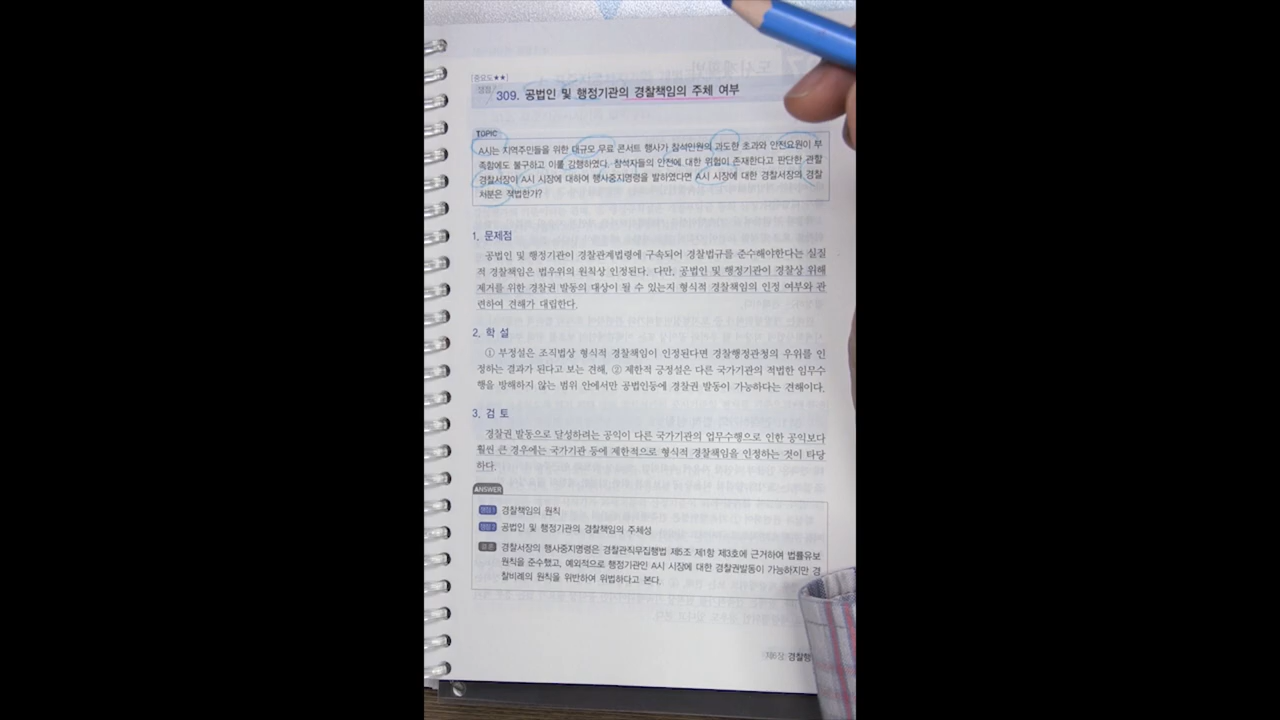 [중요도★★]
쟁점 309. 공법인 및 행정기관의 경찰책임의 주체 여부
TOPIC
A시는 지역주민들을 위한 대규모 무료 콘서트 행사가 참석인원의 과도한 초과와 안전요원이 부
족함에도 불구하고 이를 강행하였다. 참석자들의 안전에 대한 위험이 존재한다고 판단한 관할
경찰서장이 A시 시장에 대하여 행사중지명령을 발하였다면 A시 시장에 대한 경찰서장의 경찰
처분은 적법한가?
1. 문제점
공법인 및 행정기관이 경찰관계법령에 구속되어 경찰법규를 준수해야한다는 실질
적 경찰책임은 법우위의 원칙상 인정된다. 다만, 공법인 및 행정기관이 경찰상 위해
제거를 위한 경찰권 발동의 대상이 될 수 있는지 형식적 경찰책임의 인정 여부와 관
련하여 견해가 대립한다.
2. 학 설
① 부정설은 조직법상 형식적 경찰책임이 인정된다면 경찰행정관청의 우위를 인
정하는 결과가 된다고 보는 견해, ② 제한적 긍정설은 다른 국가기관의 적법한 임무수
행을 방해하지 않는 범위 안에서만 공법인등에 경찰권 발동이 가능하다는 견해이다.
3. 검 토
경찰권 발동으로 달성하려는 공익이 다른 국가기관의 업무수행으로 인한 공익보다
훨씬 큰 경우에는 국가기관 등에 제한적으로 형식적 경찰책임을 인정하는 것이 타당
하다.
ANSWER
쟁점 1 경찰책임의 원칙
쟁점 2 공법인 및 행정기관의 경찰책임의 주체성
결 론 경찰서장의 행사중지명령은 경찰관직무집행법 제5조 제1항 제3호에 근거하여 법률유보
원칙을 준수했고, 예외적으로 행정기관인 A시 시장에 대한 경찰권발동이 가능하지만 경
찰비례의 원칙을 위반하여 위법하다고 본다.
제6장 경찰행